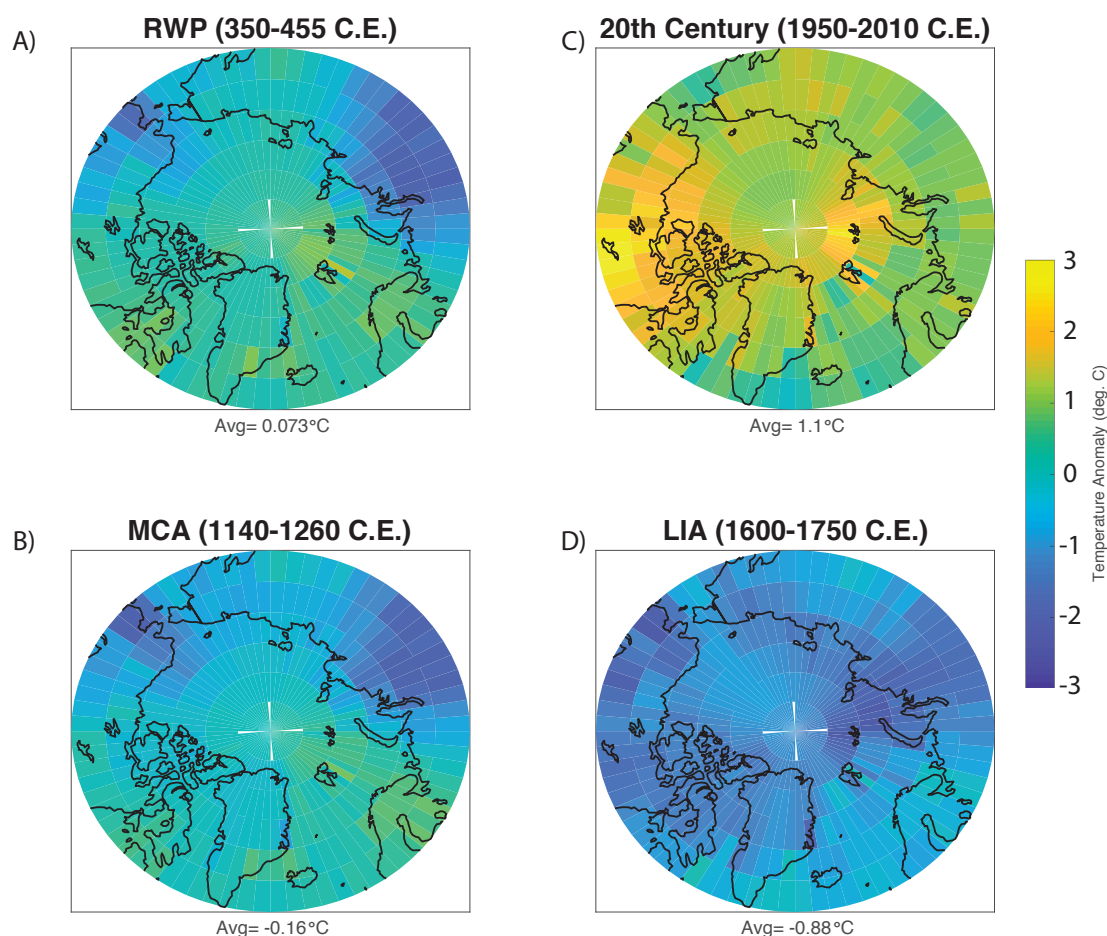 A)
RWP (350-455 C.E.)
Avg= 0.073°C
C)
20th Century (1950-2010 C.E.)
Avg= 1.1°C
B)
MCA (1140-1260 C.E.)
Avg= -0.16°C
D)
LIA (1600-1750 C.E.)
Avg= -0.88°C
3
2
1
0
-1
-2
-3
Temperature Anomaly (deg. C)